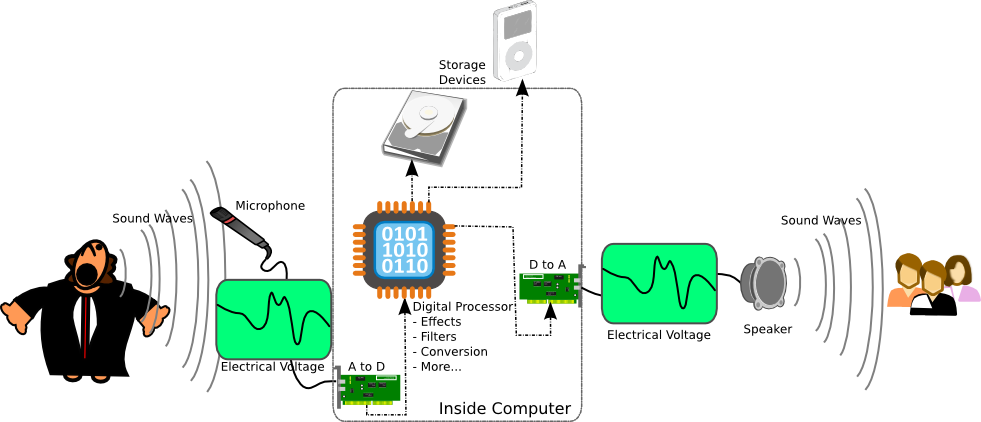 Storage
Devices
Sound Waves
Microphone
0101
1010
0110
Digital Processor
- Effects
- Filters
- Conversion
- More...
Electrical Voltage
A to D
D to A
Inside Computer
Electrical Voltage
Speaker
Sound Waves